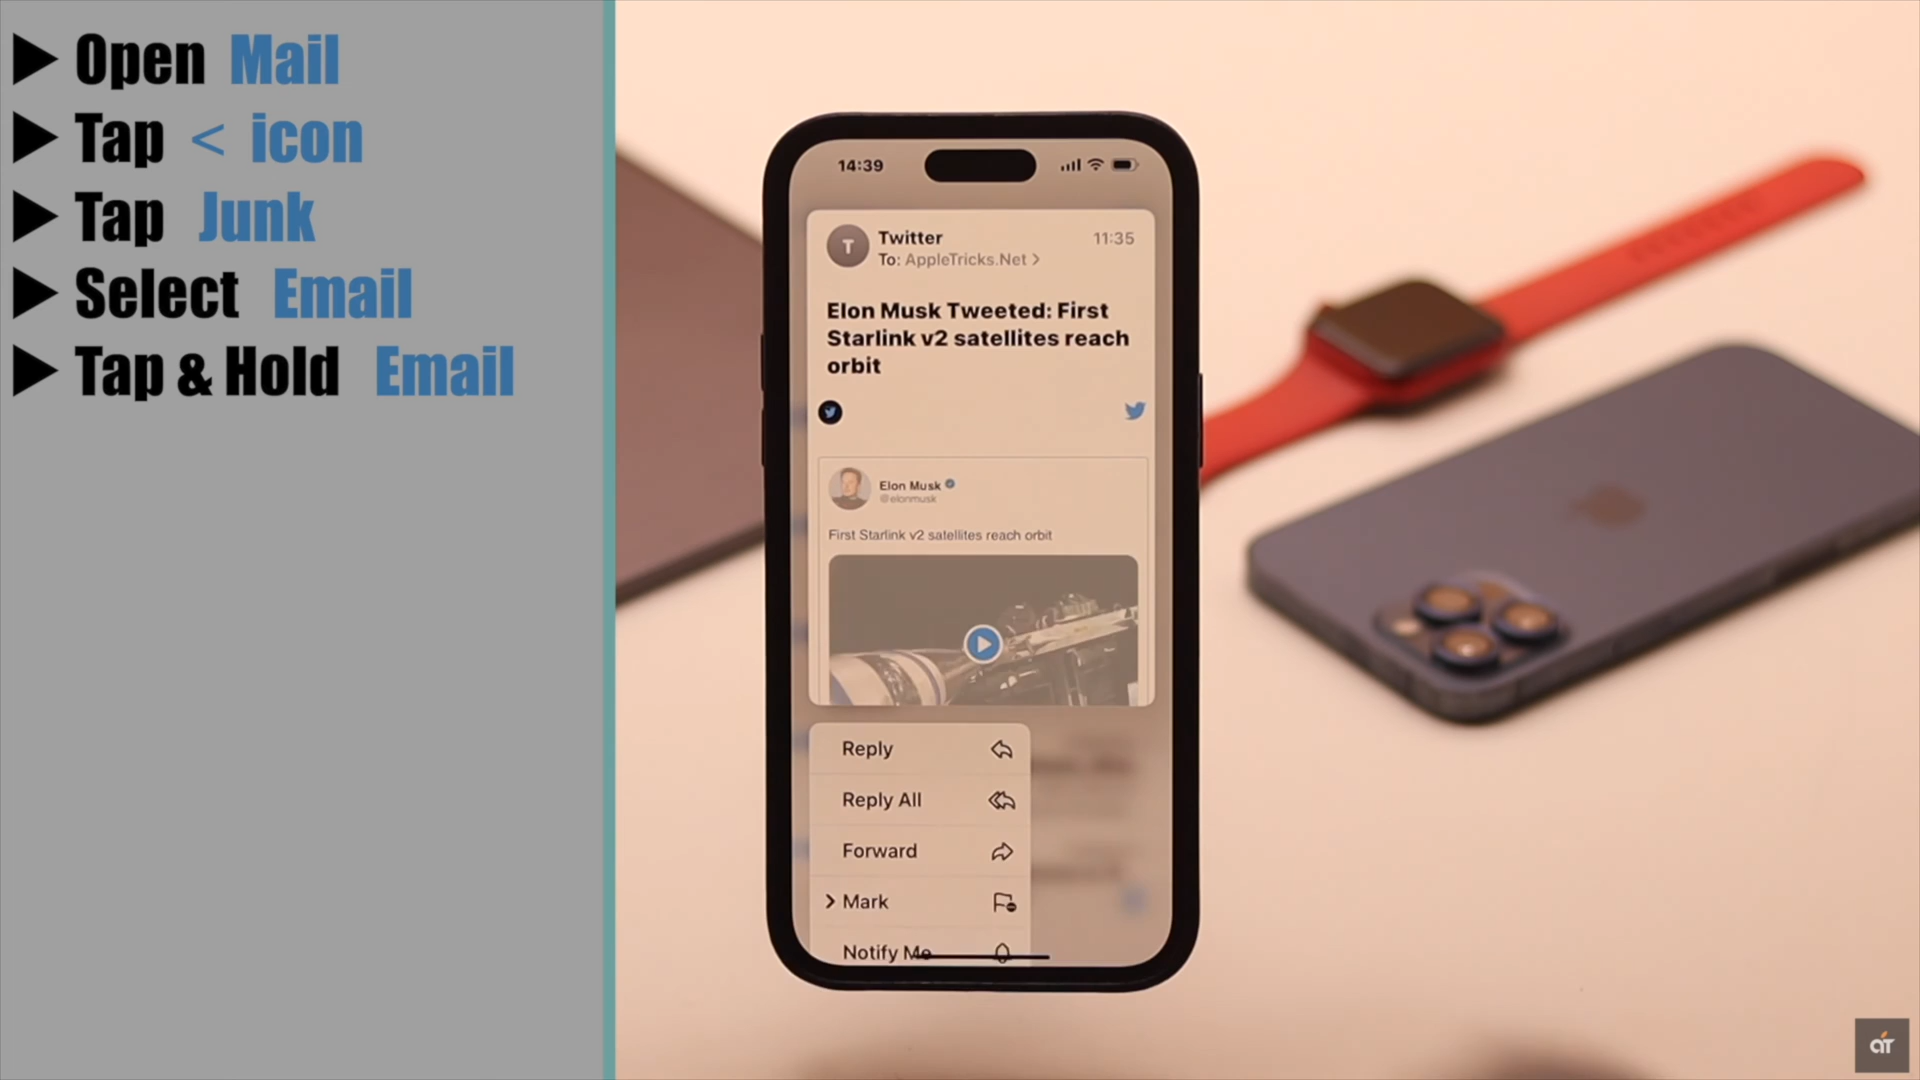 Open Mail
Tap < icon
Tap Junk
Select Email
Tap & Hold Email
14:39
T
Twitter
11:35
To: AppleTricks.Net >
Elon Musk Tweeted: First
Starlink v2 satellites reach
orbit
Elon Musk
@elonmusk
First Starlink v2 satellites reach orbit
Reply
Reply All
Forward
> Mark
Notify Me
aT